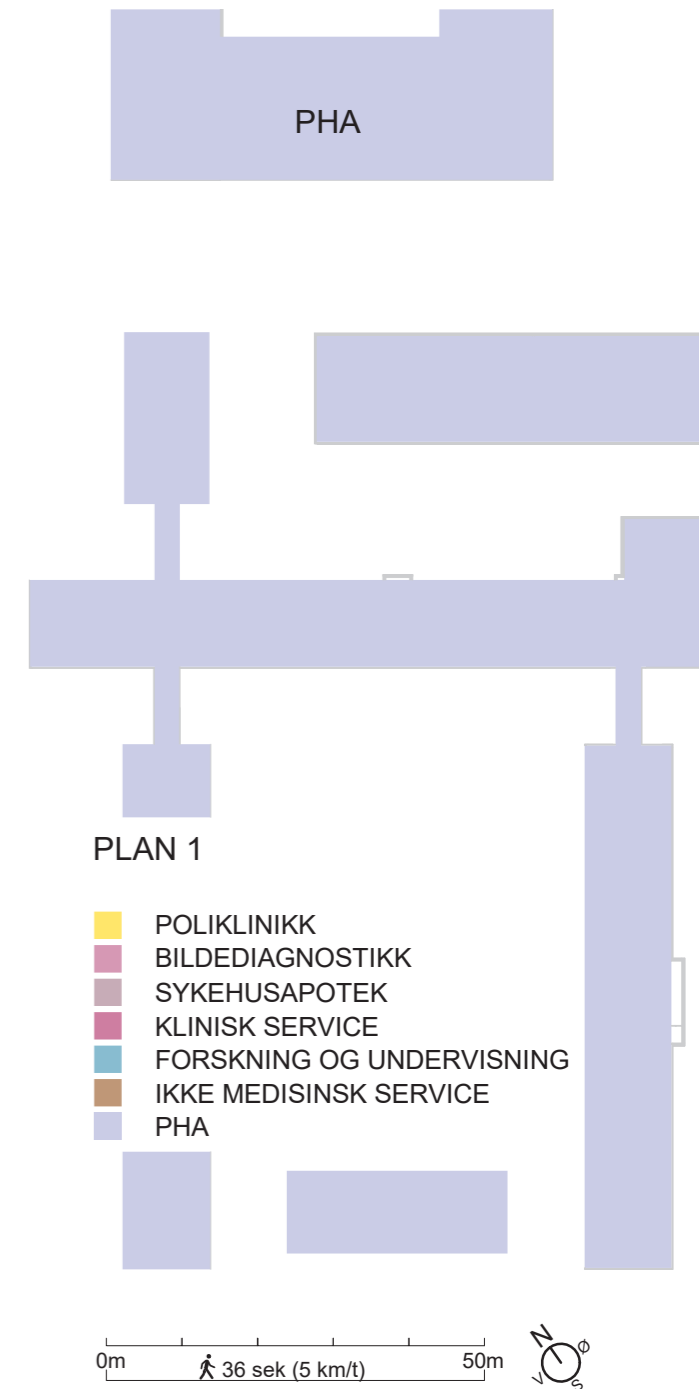 PHA
PLAN 1
POLIKLINIKK
BILDEDIAGNOSTIKK
SYKEHUSAPOTEK
KLINISK SERVICE
FORSKNING OG UNDERVISNING
IKKE MEDISINSK SERVICE
PHA
0m 36 sek (5 km/t) 50m
N
Ø
V
S